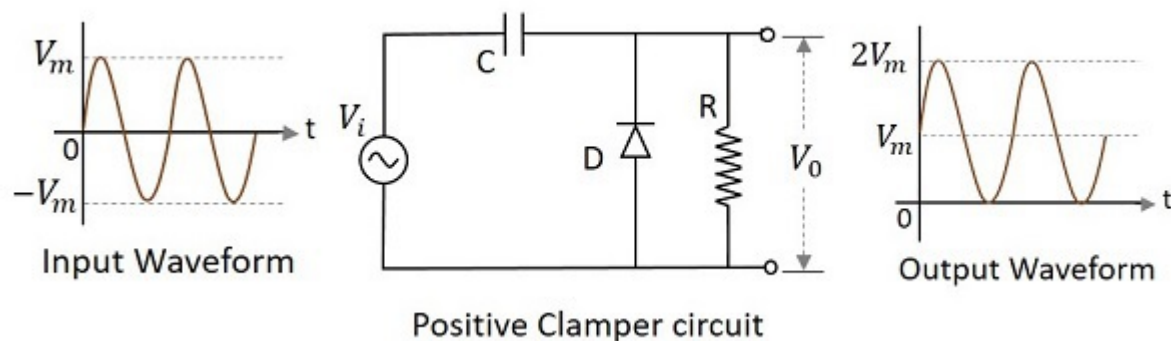 V_m
0
t
-V_m
Input Waveform
C
V_i
D
R
V_0
Positive Clamper circuit
2V_m
V_m
0
t
Output Waveform